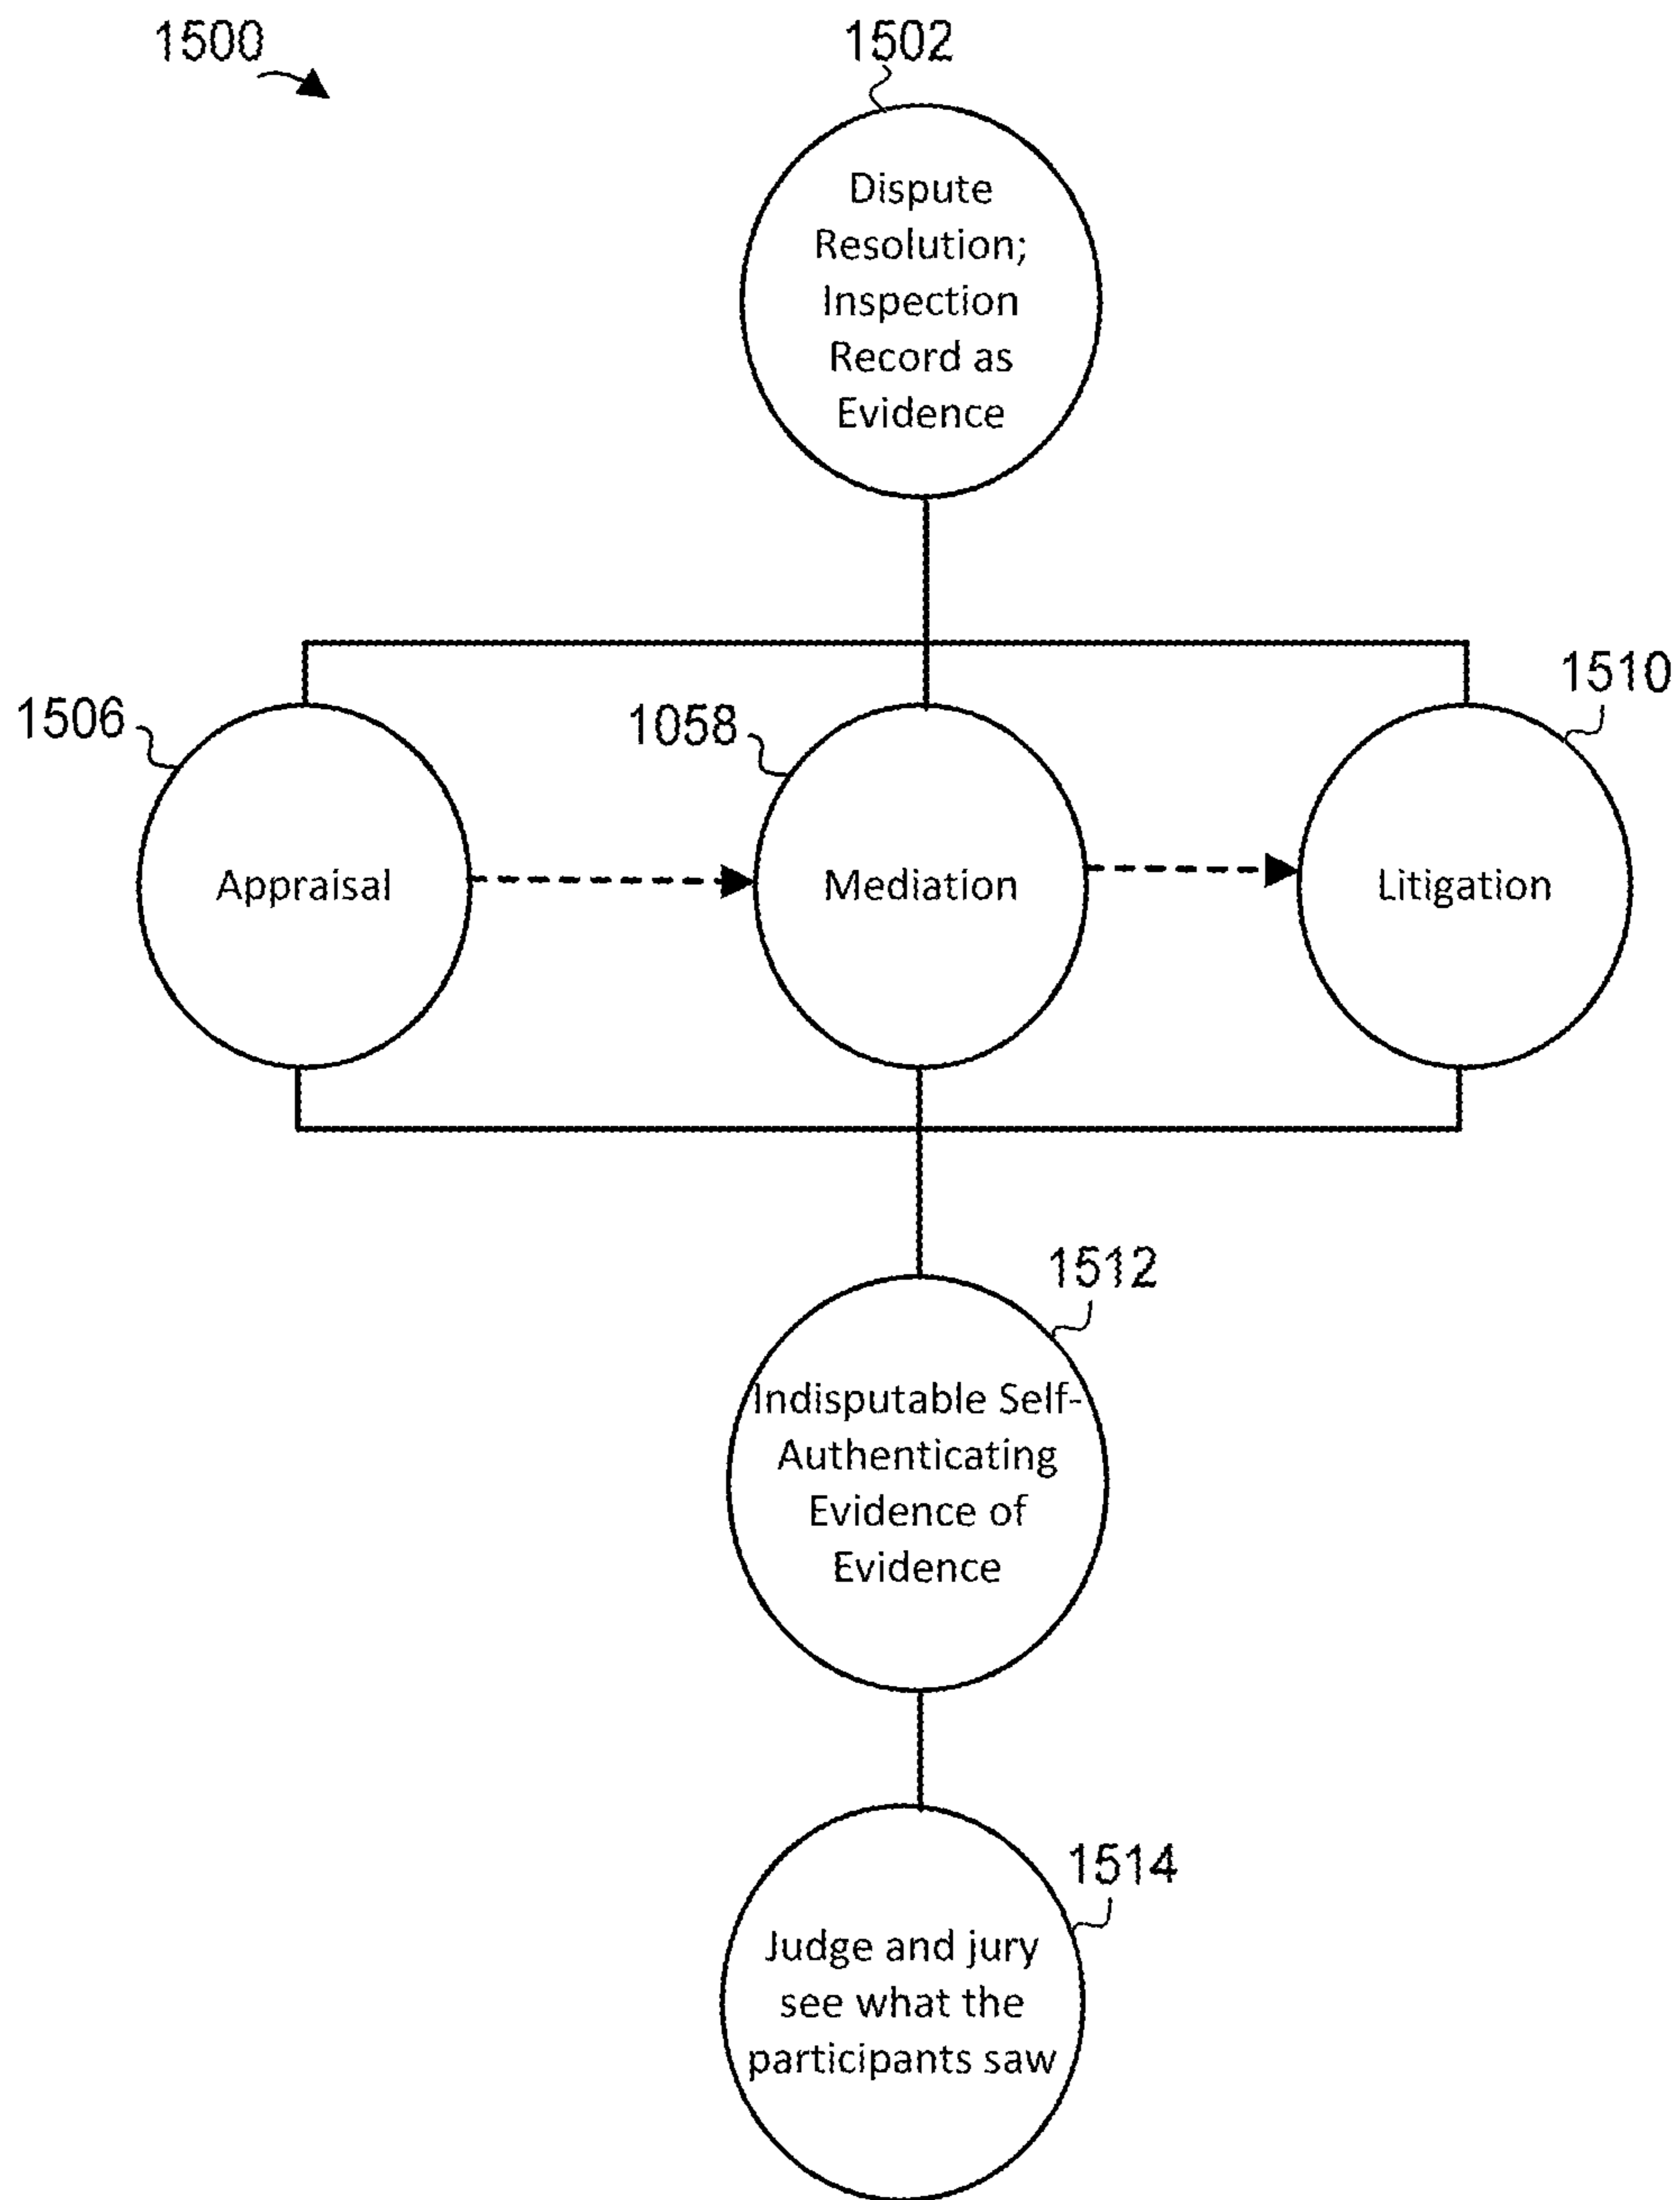 1500
1502
Dispute
Resolution;
Inspection
Record as
Evidence
1506
1058
1510
Appraisal
Mediation
Litigation
1512
Indisputable Self-
Authenticating
Evidence of
Evidence
1514
Judge and jury
see what the
participants saw